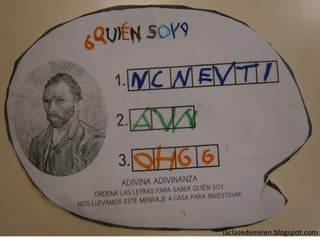 ¿QUIÉN SOY?
1. NCNEVTI
2. AVN
3. OHGG
ADIVINA ADIVINANZA
ORDENA LAS LETRAS PARA SABER QUIÉN SOY.
NOS LLEVAMOS ESTE MENSAJE A CASA PARA INVESTIGAR.
laclasedemiren.blogspot.com